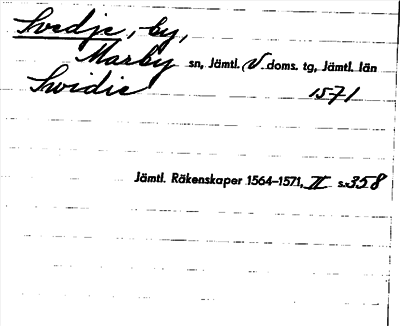 Svedje, by,
Marby sn, Jämtl. V. doms. tg, Jämtl. län
Swidie 1571
Jämtl. Räkenskaper 1564–1571, II s. 358